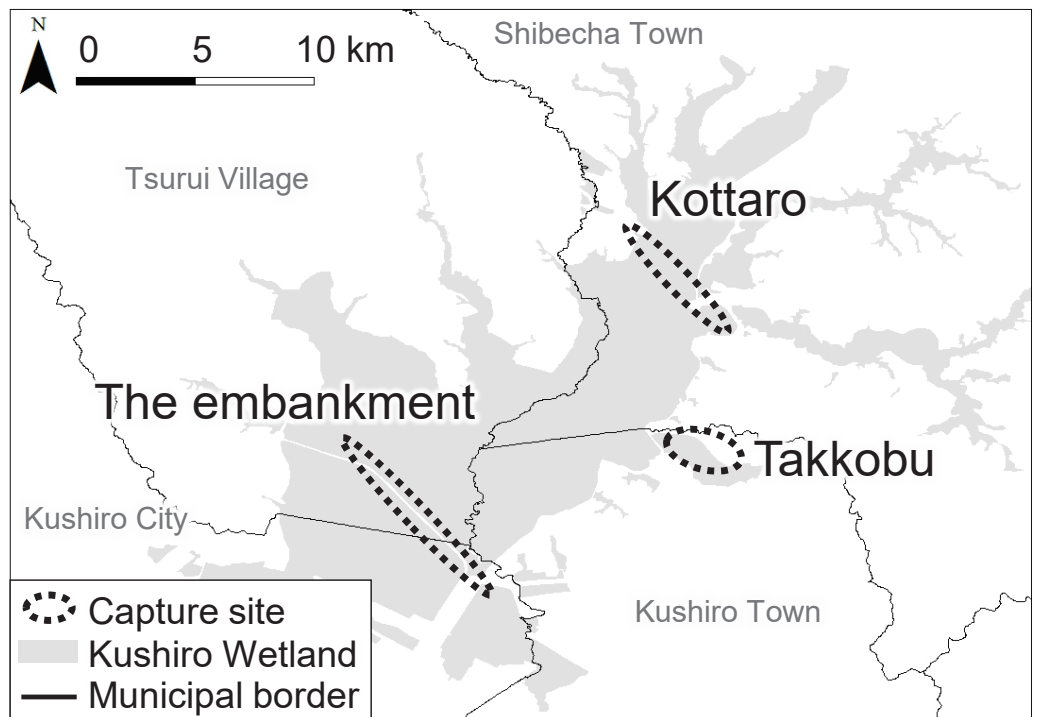 N
0 5 10 km
Shibecha Town
Tsurui Village
Kottaro
The embankment
Takkobu
Kushiro City
Kushiro Town
Capture site
Kushiro Wetland
Municipal border